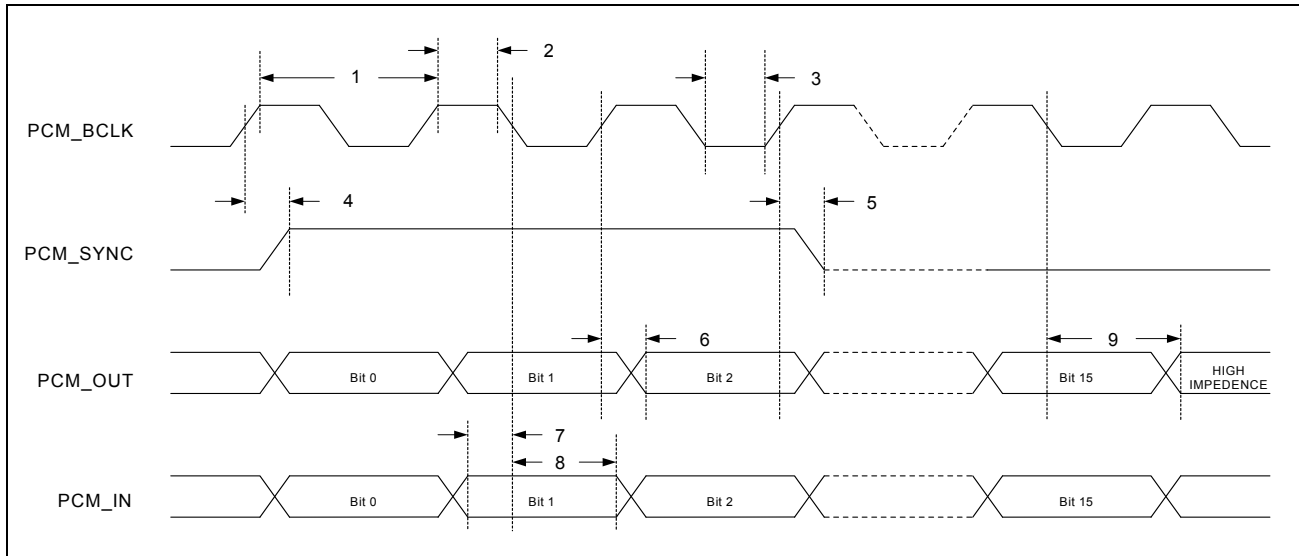 1
2
3
PCM_BCLK
4
5
PCM_SYNC
6
9
PCM_OUT
Bit 0
Bit 1
Bit 2
Bit 15
HIGH
IMPEDENCE
7
8
PCM_IN
Bit 0
Bit 1
Bit 2
Bit 15